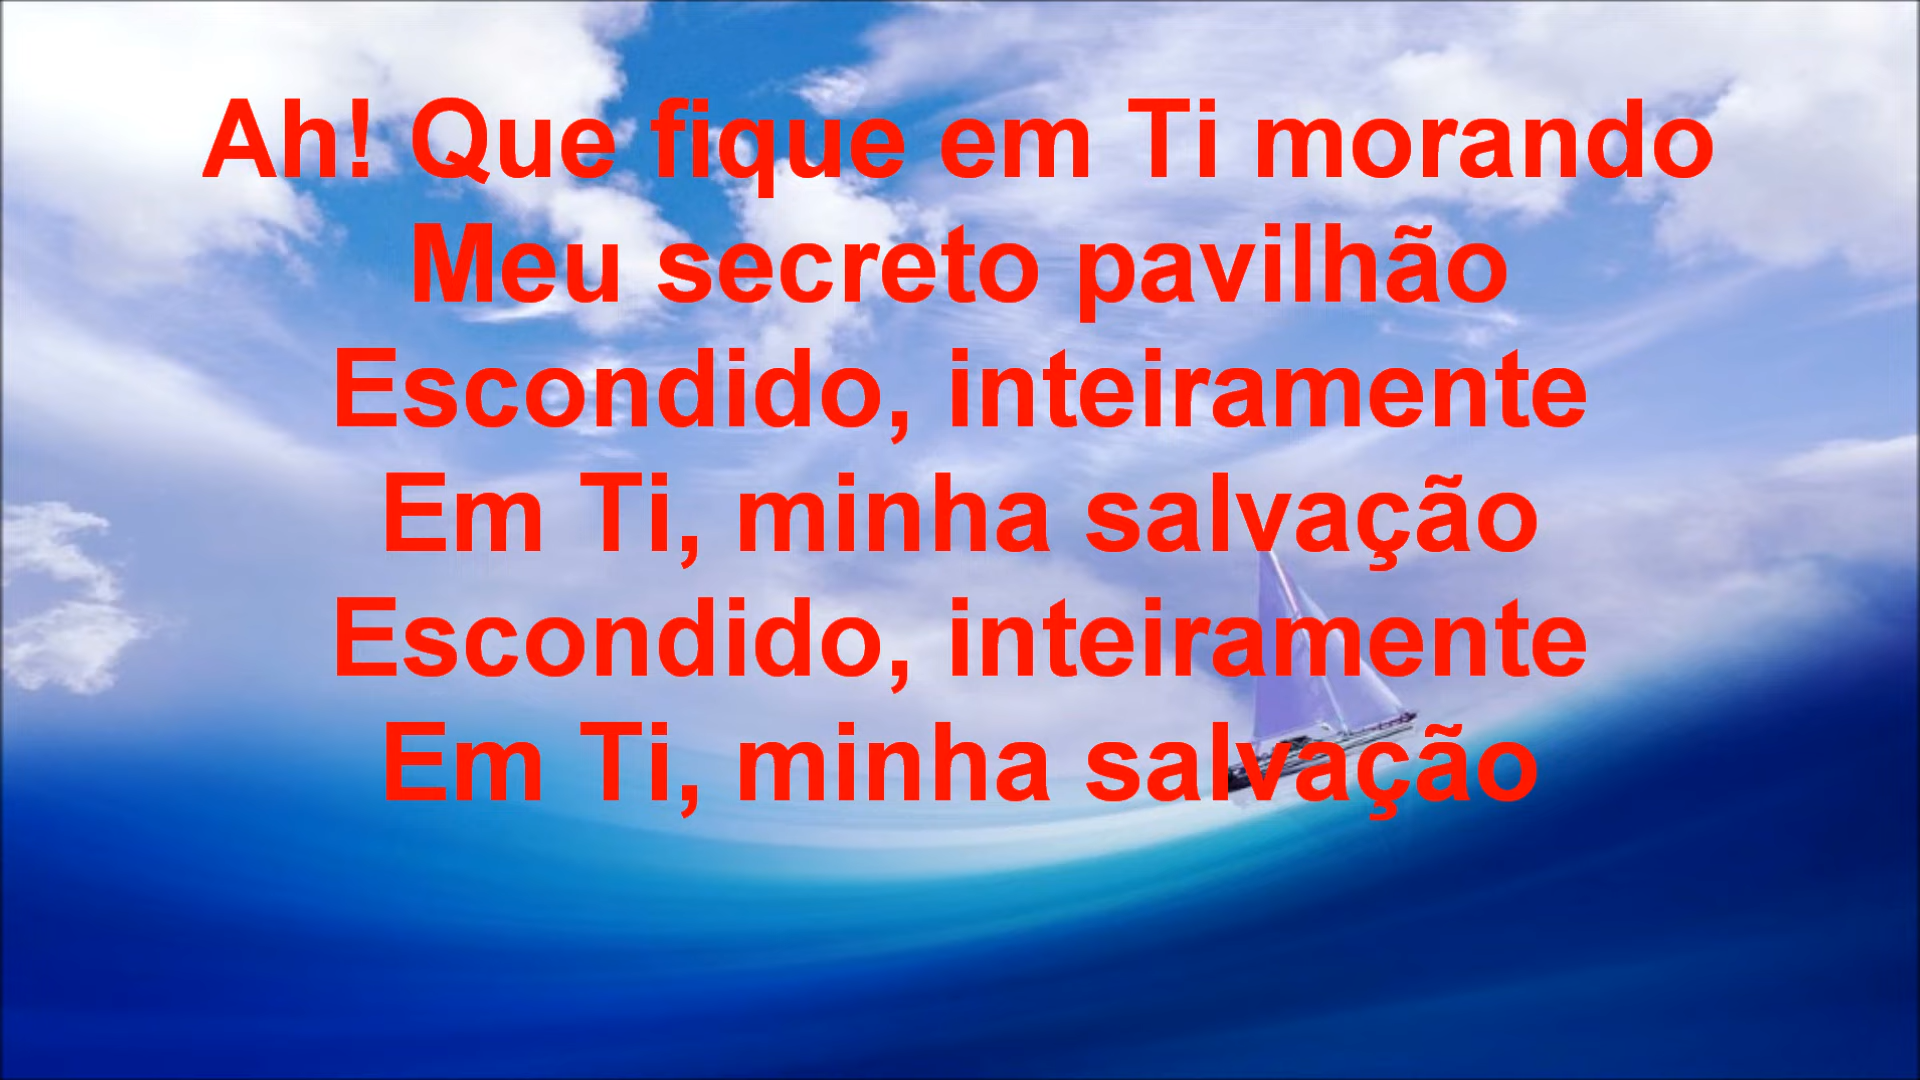 Ah! Que fique em Ti morando
Meu secreto pavilhão
Escondido, inteiramente
Em Ti, minha salvação
Escondido, inteiramente
Em Ti, minha salvação